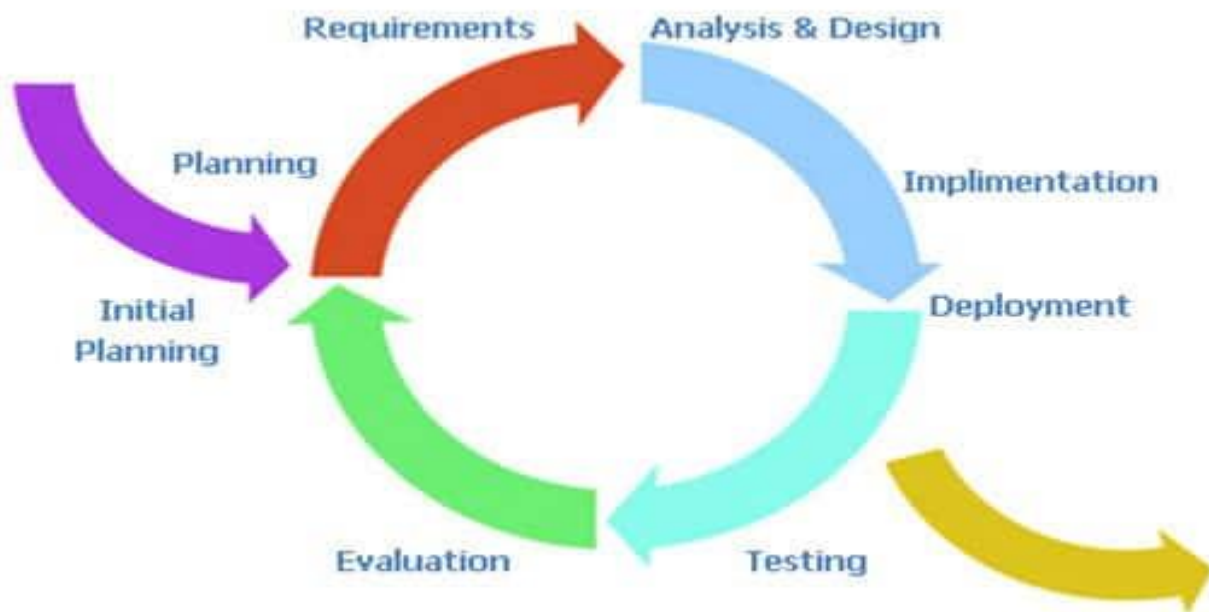 Requirements
Analysis & Design
Planning
Implimentation
Initial
Planning
Deployment
Evaluation
Testing